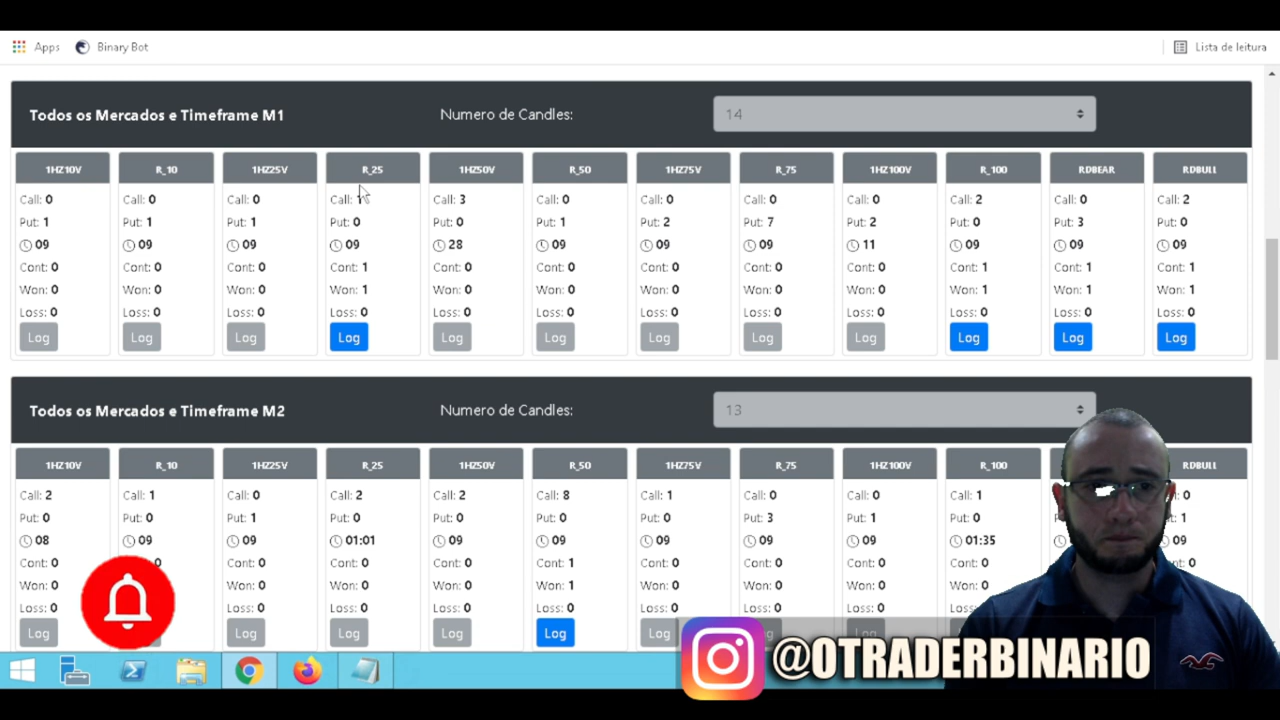 Apps Binary Bot Lista de leitura
Todos os Mercados e Timeframe M1 Numero de Candles: 14
1HZ10V R_10 1HZ25V R_25 1HZ50V R_50 1HZ75V R_75 1HZ100V R_100 RDBEAR RDBULL
Call: 0 Call: 0 Call: 0 Call: Call: 3 Call: 0 Call: 0 Call: 0 Call: 0 Call: 2 Call: 0 Call: 2
Put: 1 Put: 1 Put: 1 Put: 0 Put: 0 Put: 1 Put: 2 Put: 7 Put: 2 Put: 0 Put: 3 Put: 0
09 09 09 09 28 09 09 09 11 09 09 09
Cont: 0 Cont: 0 Cont: 0 Cont: 1 Cont: 0 Cont: 0 Cont: 0 Cont: 0 Cont: 0 Cont: 1 Cont: 1 Cont: 1
Won: 0 Won: 0 Won: 0 Won: 1 Won: 0 Won: 0 Won: 0 Won: 0 Won: 0 Won: 1 Won: 1 Won: 1
Loss: 0 Loss: 0 Loss: 0 Loss: 0 Loss: 0 Loss: 0 Loss: 0 Loss: 0 Loss: 0 Loss: 0 Loss: 0 Loss: 0
Log Log Log Log Log Log Log Log Log Log Log Log
Todos os Mercados e Timeframe M2 Numero de Candles: 13
1HZ10V R_10 1HZ25V R_25 1HZ50V R_50 1HZ75V R_75 1HZ100V R_100 RDBULL
Call: 2 Call: 1 Call: 0 Call: 2 Call: 2 Call: 8 Call: 1 Call: 0 Call: 0 Call: 1 0
Put: 0 Put: 0 Put: 1 Put: 0 Put: 0 Put: 0 Put: 0 Put: 3 Put: 1 Put: 0 1
08 09 09 01:01 09 09 09 09 09 01:35 09
Cont: 0 0 Cont: 0 Cont: 0 Cont: 0 Cont: 1 Cont: 0 Cont: 0 Cont: 0 Cont: 0 0
Won: 0 0 Won: 0 Won: 0 Won: 0 Won: 1 Won: 0 Won: 0 Won: 0 Won: 0
Loss: 0 0 Loss: 0 Loss: 0 Loss: 0 Loss: 0 Loss: 0 Loss: 0 Loss: 0 Loss: 0
Log Log Log Log Log Log
@OTRADERBINARIO